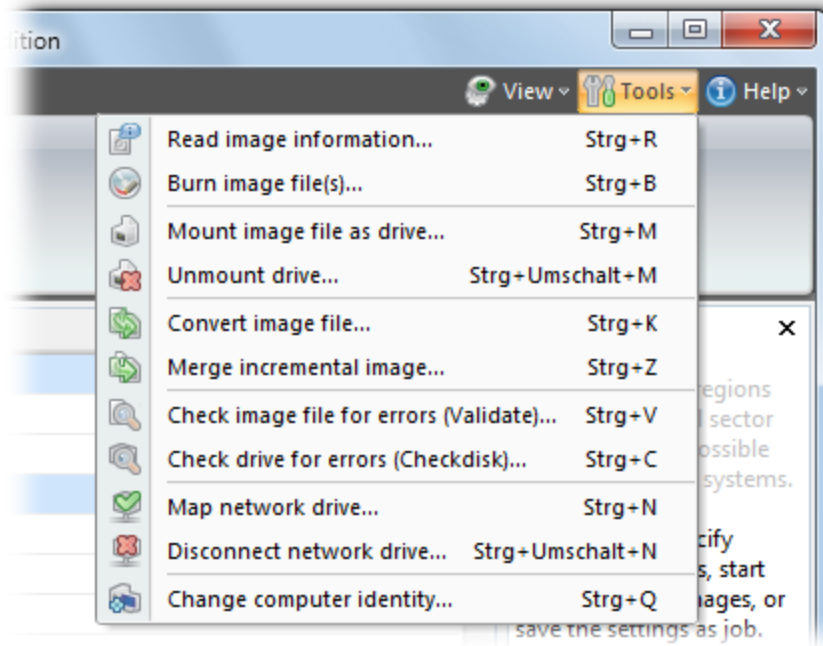 dition
View Tools Help
Read image information... Strg+R
Burn image file(s)... Strg+B
Mount image file as drive... Strg+M
Unmount drive... Strg+Umschalt+M
Convert image file... Strg+K
Merge incremental image... Strg+Z
Check image file for errors (Validate)... Strg+V
Check drive for errors (Checkdisk)... Strg+C
Map network drive... Strg+N
Disconnect network drive... Strg+Umschalt+N
Change computer identity... Strg+Q
regions
sector
ossible
systems.
cify
s, start
ages, or
save the settings as job.